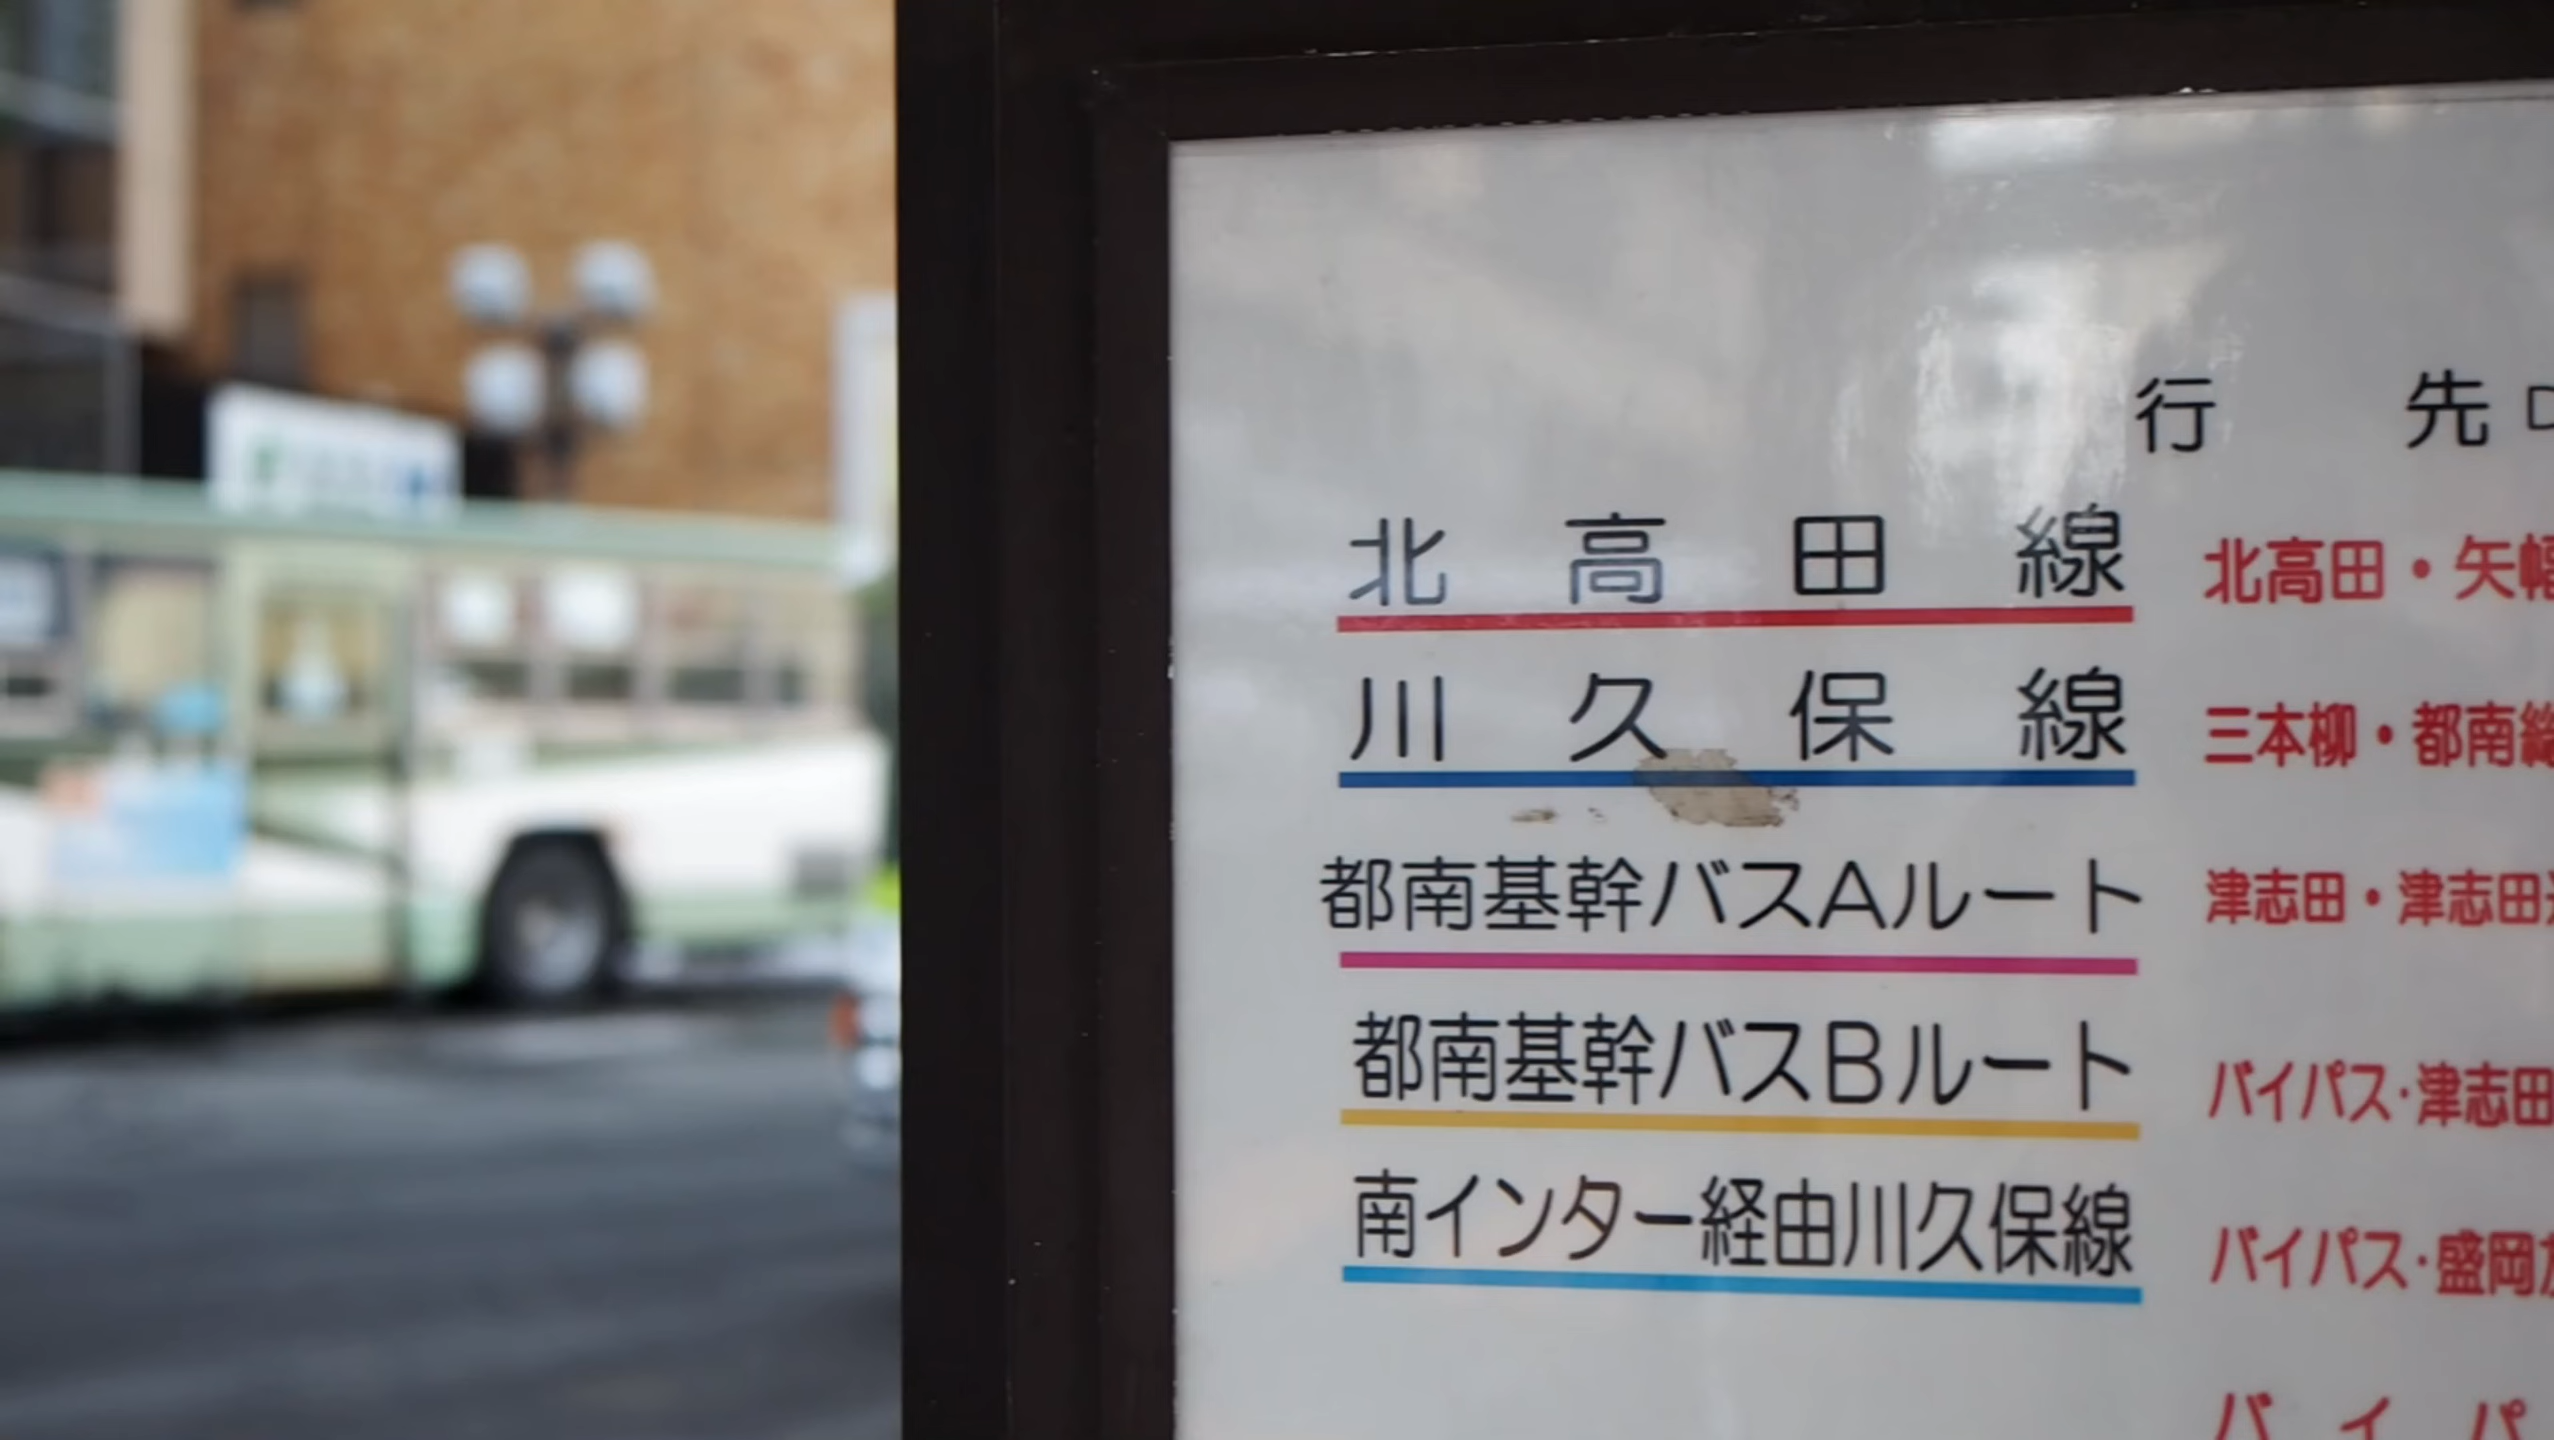 行先
北高田線 北高田・矢幅
川久保線 三本柳・都南総
都南基幹バスAルート 津志田・津志田
都南基幹バスBルート バイパス・津志田
南インター経由川久保線 バイパス・盛岡
バイパ